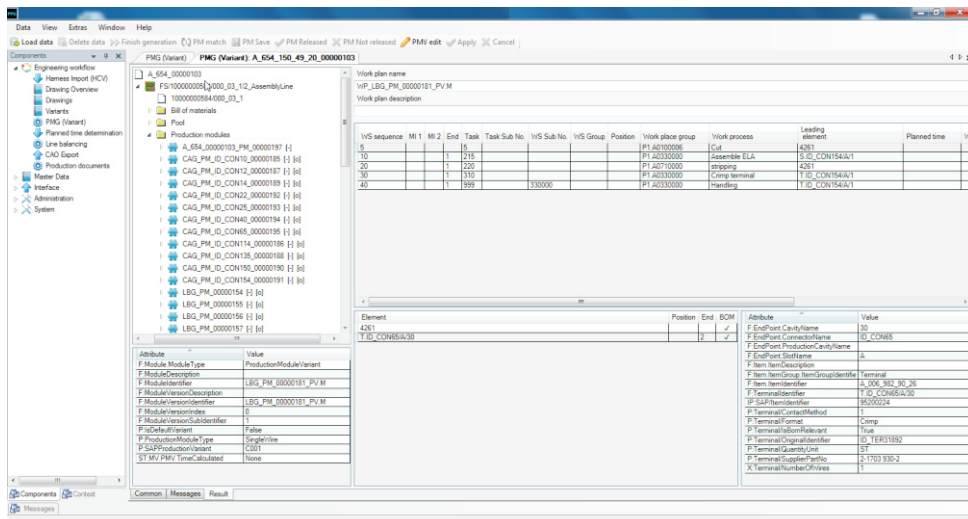 PPE
Data View Extras Window Help
Load data Delete data Finish generation PM match PM Save PM Released PM Not released PMV edit Apply Cancel
Components
PMG (Variant) PMG (Variant): A_654_150_49_20_00000103
Engineering workflow
Harness Import (HCV)
Drawing Overview
Drawings
Variants
PMG (Variant)
Planned time determination
Line balancing
CAO Export
Production documents
Master Data
Interface
Administration
System
A_654_00000103
1/2_AssemblyLine
10000000584/000_03_1
Bill of materials
Pool
Production modules
A_654_00000103_PM_00000197 [-]
CAG_PM_ID_CON10_00000185 [-] [o]
CAG_PM_ID_CON12_00000187 [-] [o]
CAG_PM_ID_CON14_00000189 [-] [o]
CAG_PM_ID_CON22_00000192 [-] [o]
CAG_PM_ID_CON25_00000193 [-] [o]
CAG_PM_ID_CON40_00000194 [-] [o]
CAG_PM_ID_CON65_00000195 [-] [o]
CAG_PM_ID_CON114_00000186 [-] [o]
CAG_PM_ID_CON135_00000188 [-] [o]
CAG_PM_ID_CON150_00000190 [-] [o]
CAG_PM_ID_CON154_00000191 [-] [o]
LBG_PM_00000154 [-] [o]
LBG_PM_00000155 [-] [o]
LBG_PM_00000156 [-] [o]
LBG_PM_00000157 [-] [o]
Work plan name
WP_LBG_PM_00000181_PV.M
Work plan description
WS sequence MI 1 MI 2 End Task Task Sub No. WS Sub No. WS Group Position Work place group Work process Leading element Planned time
5 5 P1.A0100006 Cut 4261
10 1 215 P1.A0330000 Assemble ELA S.ID_CON154/A/1
20 1 220 P1.A0710000 stripping 4261
30 1 310 P1.A0330000 Crimp terminal T.ID_CON154/A/1
40 1 999 330000 P1.A0330000 Handling T.ID_CON154/A/1
Attribute Value
F:Module.ModuleType ProductionModuleVariant
F:ModuleDescription
F:ModuleIdentifier LBG_PM_00000181_PV.M
F:ModuleVersionDescription
F:ModuleVersionIdentifier LBG_PM_00000181_PV.M
F:ModuleVersionIndex 0
F:ModuleVersionSubIdentifier 1
P:IsDefaultVariant False
P:ProductionModuleType SingleWire
P:SAPProductionVariant C001
ST:MV.PMV.TimeCalculated None
Element Position End BOM
4261 ✓
T.ID_CON65/A/30 2 ✓
Attribute Value
F:EndPoint.CavityName 30
F:EndPoint.ConnectorName ID_CON65
F:EndPoint.ProductionCavityName
F:EndPoint.SlotName A
F:Item.ItemDescription
F:Item.ItemGroup.ItemGroupIdentifie Terminal
F:Item.ItemIdentifier A_006_982_90_26
F:TerminalIdentifier T.ID_CON65/A/30
IP:SAP/ItemIdentifier 95200224
P:Terminal/ContactMethod 1
P:Terminal/Format Crimp
P:Terminal/IsBomRelevant True
P:Terminal/OriginalIdentifier ID_TER31892
P:Terminal/QuantityUnit ST
P:Terminal/SupplierPartNo 2-1703 930-2
X:Terminal/NumberOfWires 1
Components Context
Common Messages Result
Messages